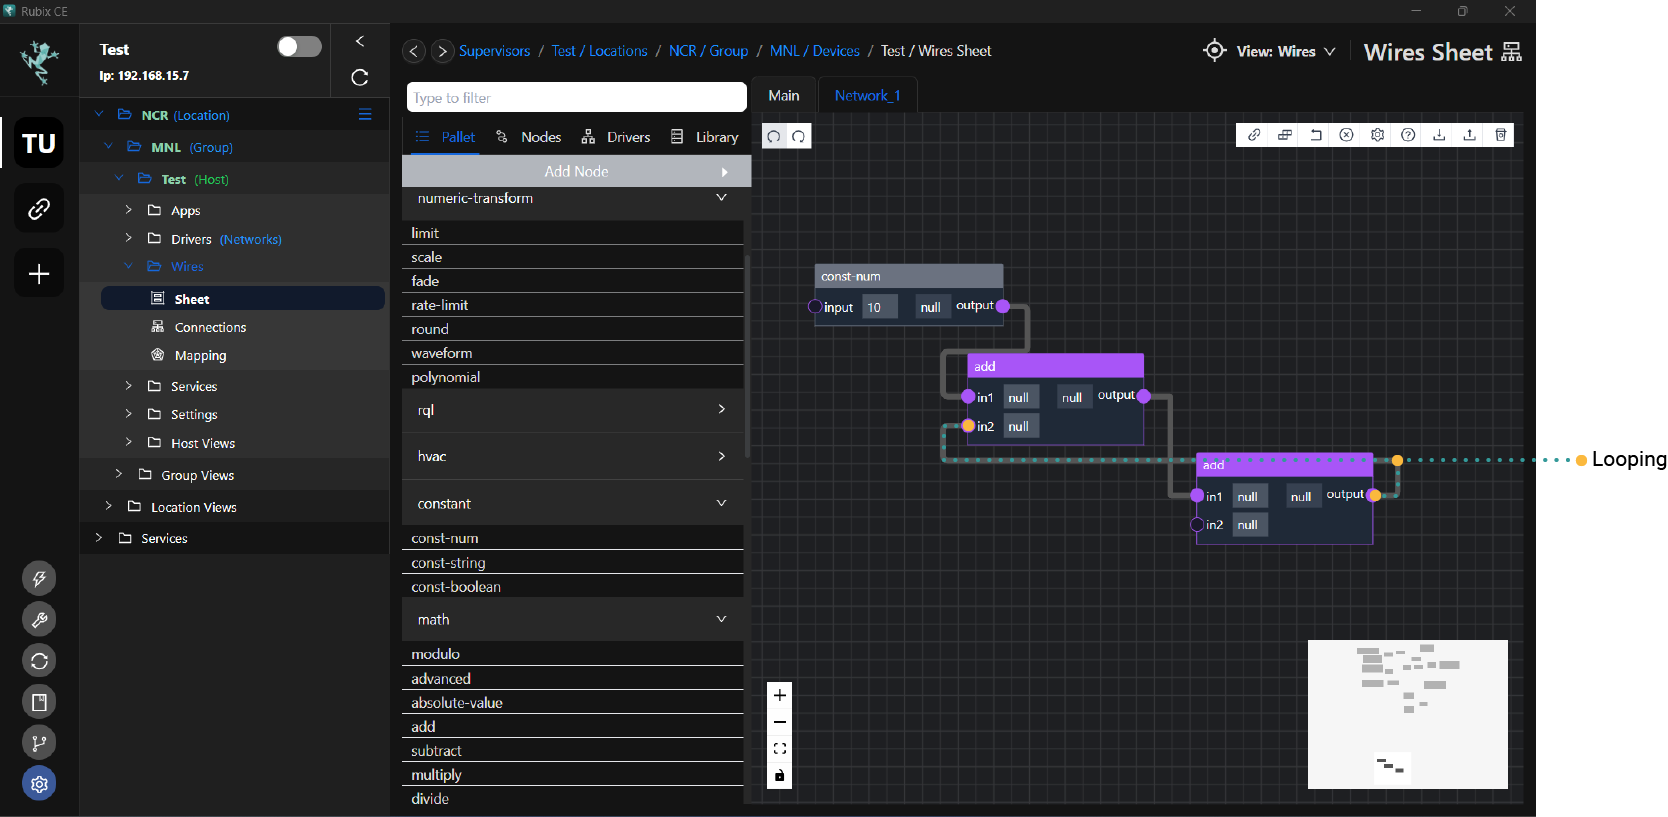 Rubix CE
Test
Ip: 192.168.15.7
TU
NCR (Location)
MNL (Group)
Test (Host)
Apps
Drivers (Networks)
Wires
Sheet
Connections
Mapping
Services
Settings
Host Views
Group Views
Location Views
Services
Supervisors / Test / Locations / NCR / Group / MNL / Devices / Test / Wires Sheet
View: Wires
Wires Sheet
Type to filter
Pallet Nodes Drivers Library
Add Node
numeric-transform
limit
scale
fade
rate-limit
round
waveform
polynomial
rql
hvac
constant
const-num
const-string
const-boolean
math
modulo
advanced
absolute-value
add
subtract
multiply
divide
Main Network_1
const-num
input 10 null output
add
in1 null null output
in2 null
add
in1 null null output
in2 null
Looping